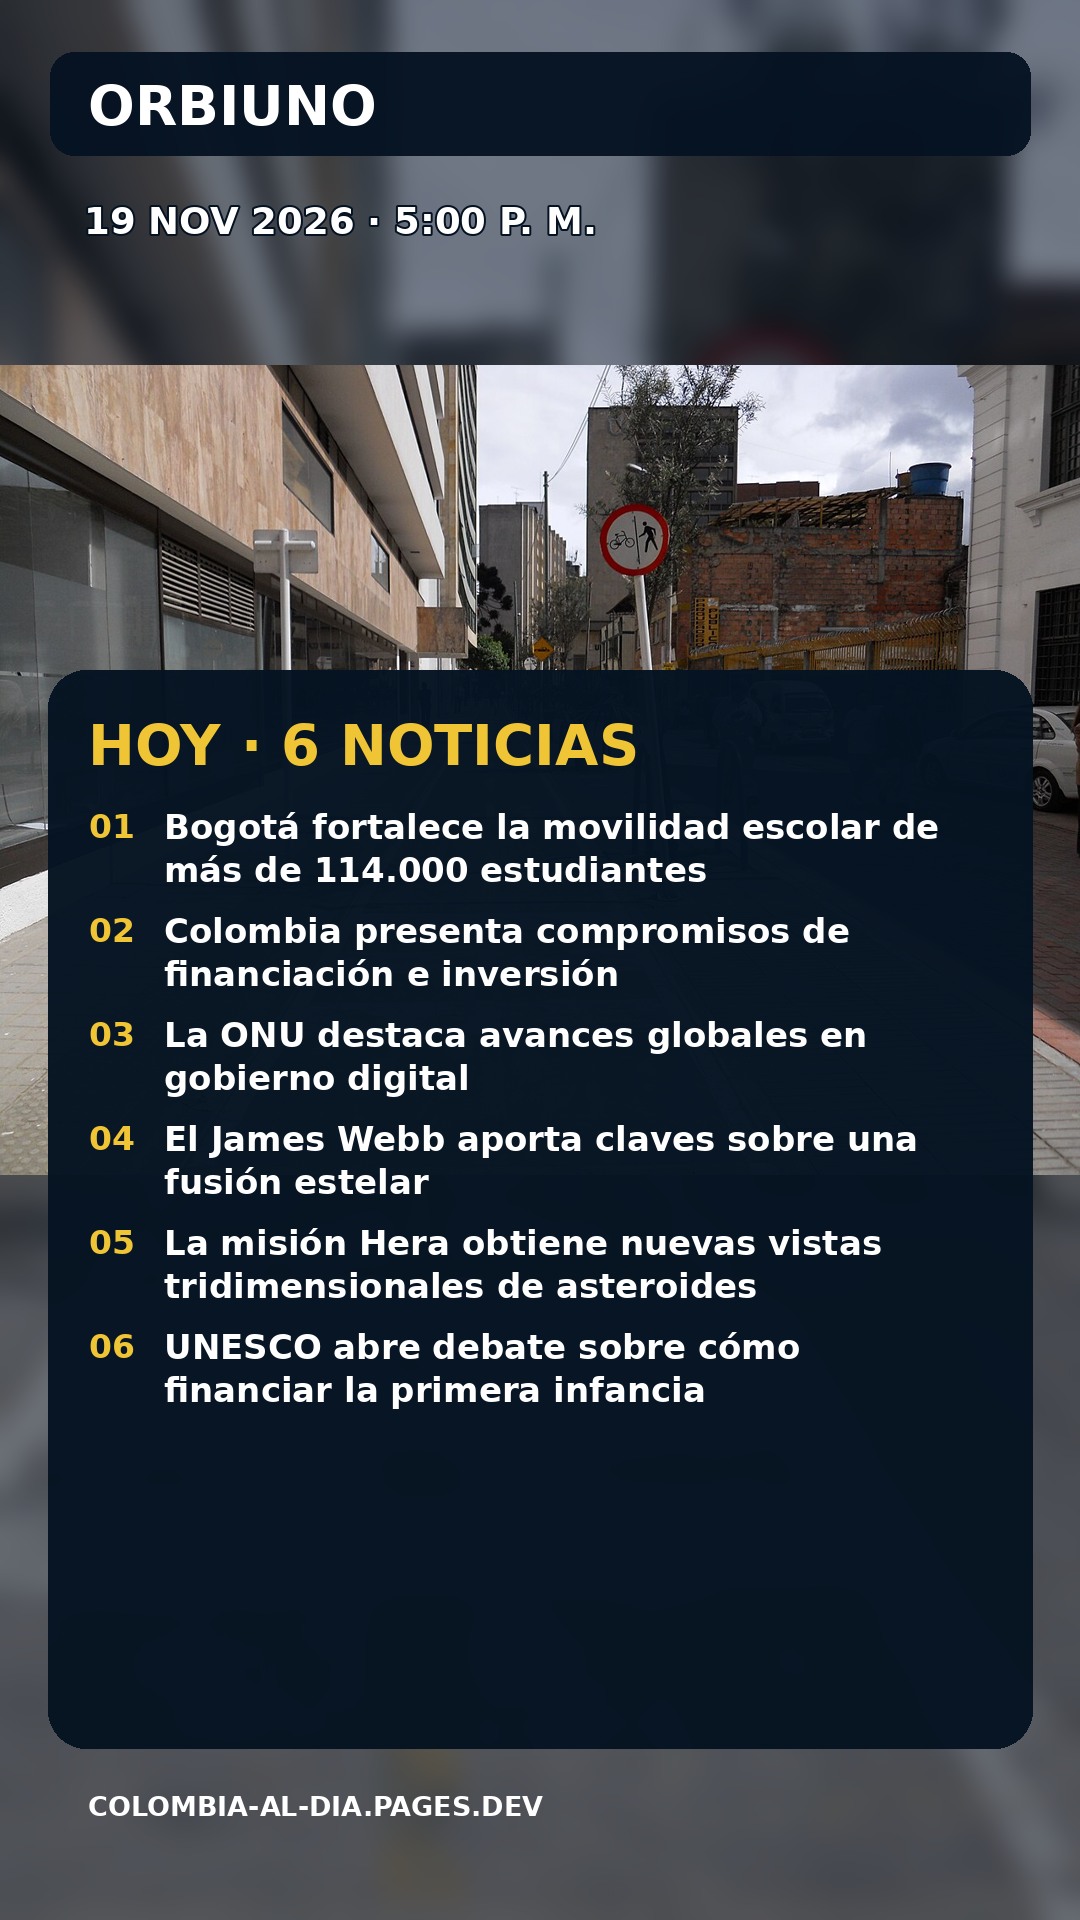 ORBIUNO
19 NOV 2026 · 5:00 P. M.
HOY · 6 NOTICIAS
01 Bogotá fortalece la movilidad escolar de
más de 114.000 estudiantes
02 Colombia presenta compromisos de
financiación e inversión
03 La ONU destaca avances globales en
gobierno digital
04 El James Webb aporta claves sobre una
fusión estelar
05 La misión Hera obtiene nuevas vistas
tridimensionales de asteroides
06 UNESCO abre debate sobre cómo
financiar la primera infancia
COLOMBIA-AL-DIA.PAGES.DEV